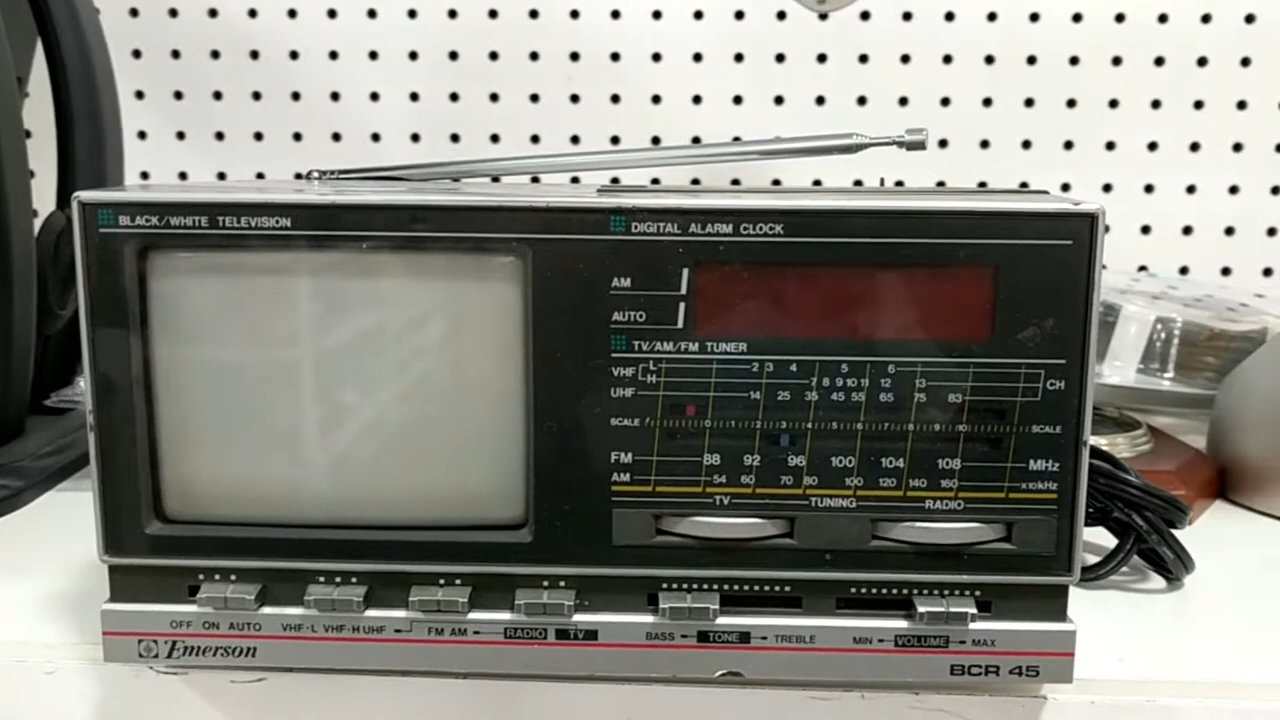 BLACK/WHITE TELEVISION
DIGITAL ALARM CLOCK
AM
AUTO
TV/AM/FM TUNER
VHF L 2 3 4 5 6
H 7 8 9 10 11 12 13 CH
UHF 14 25 35 45 55 65 75 83
SCALE 0 1 2 3 4 5 6 7 8 9 10 SCALE
FM 88 92 96 100 104 108 MHz
AM 54 60 70 80 100 120 140 160 x10kHz
TV TUNING RADIO
OFF ON AUTO VHF-L VHF-H UHF FM AM RADIO TV BASS TONE TREBLE MIN VOLUME MAX
Emerson
BCR 45